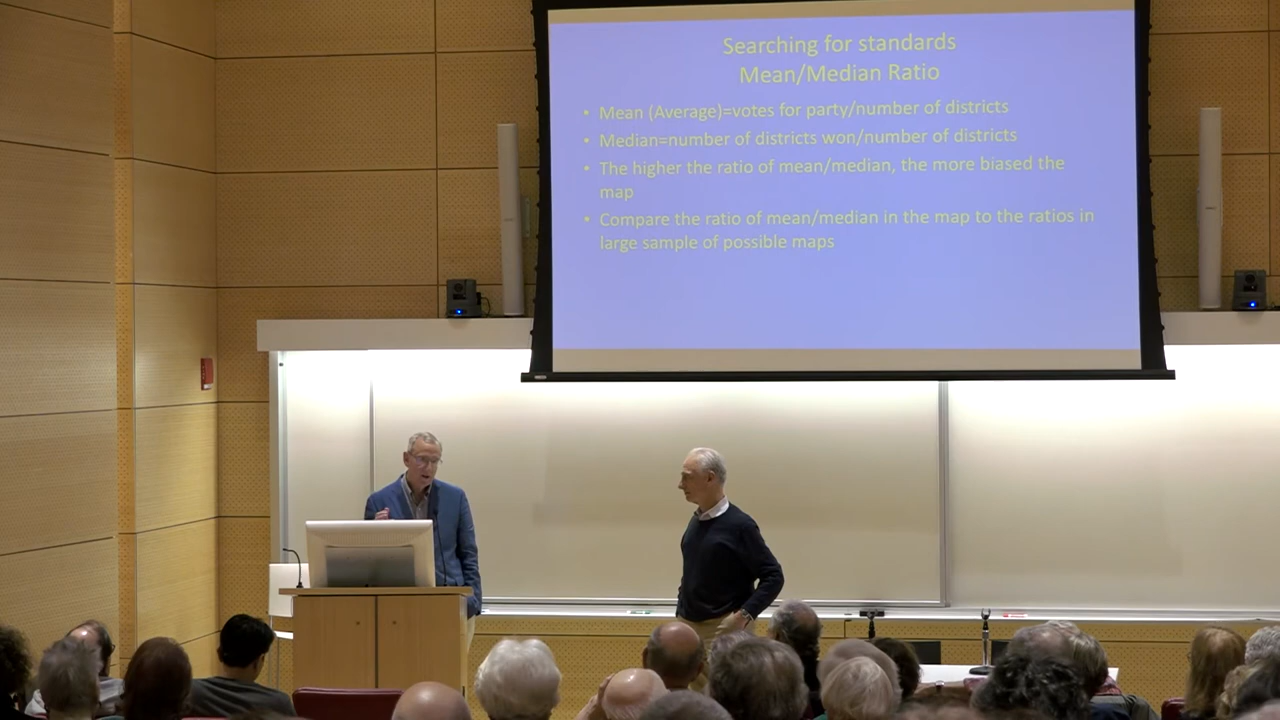 Searching for standards
Mean/Median Ratio
• Mean (Average)=votes for party/number of districts
• Median=number of districts won/number of districts
• The higher the ratio of mean/median, the more biased the
map
• Compare the ratio of mean/median in the map to the ratios in
large sample of possible maps